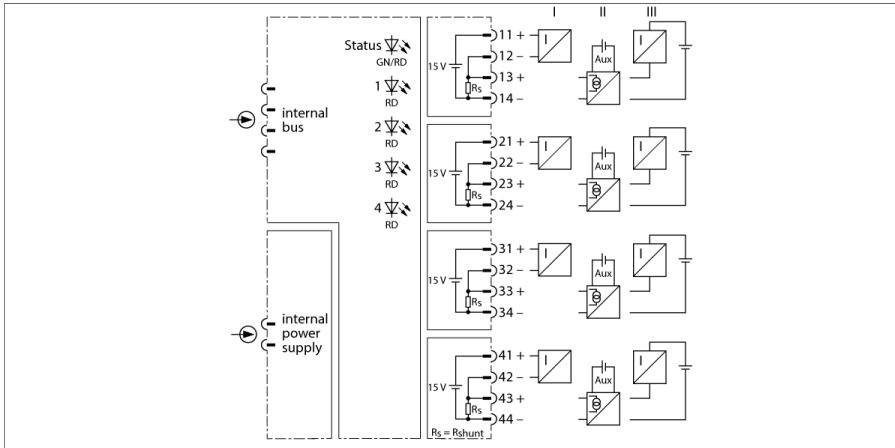 I II III
Status
GN/RD
1
RD
2
RD
3
RD
4
RD
internal
bus
internal
power
supply
15 V
11 +
12 –
13 +
14 –
RS
I
Aux
I
15 V
21 +
22 –
23 +
24 –
RS
I
Aux
I
15 V
31 +
32 –
33 +
34 –
RS
I
Aux
I
15 V
41 +
42 –
43 +
44 –
RS
I
Aux
I
RS = Rshunt